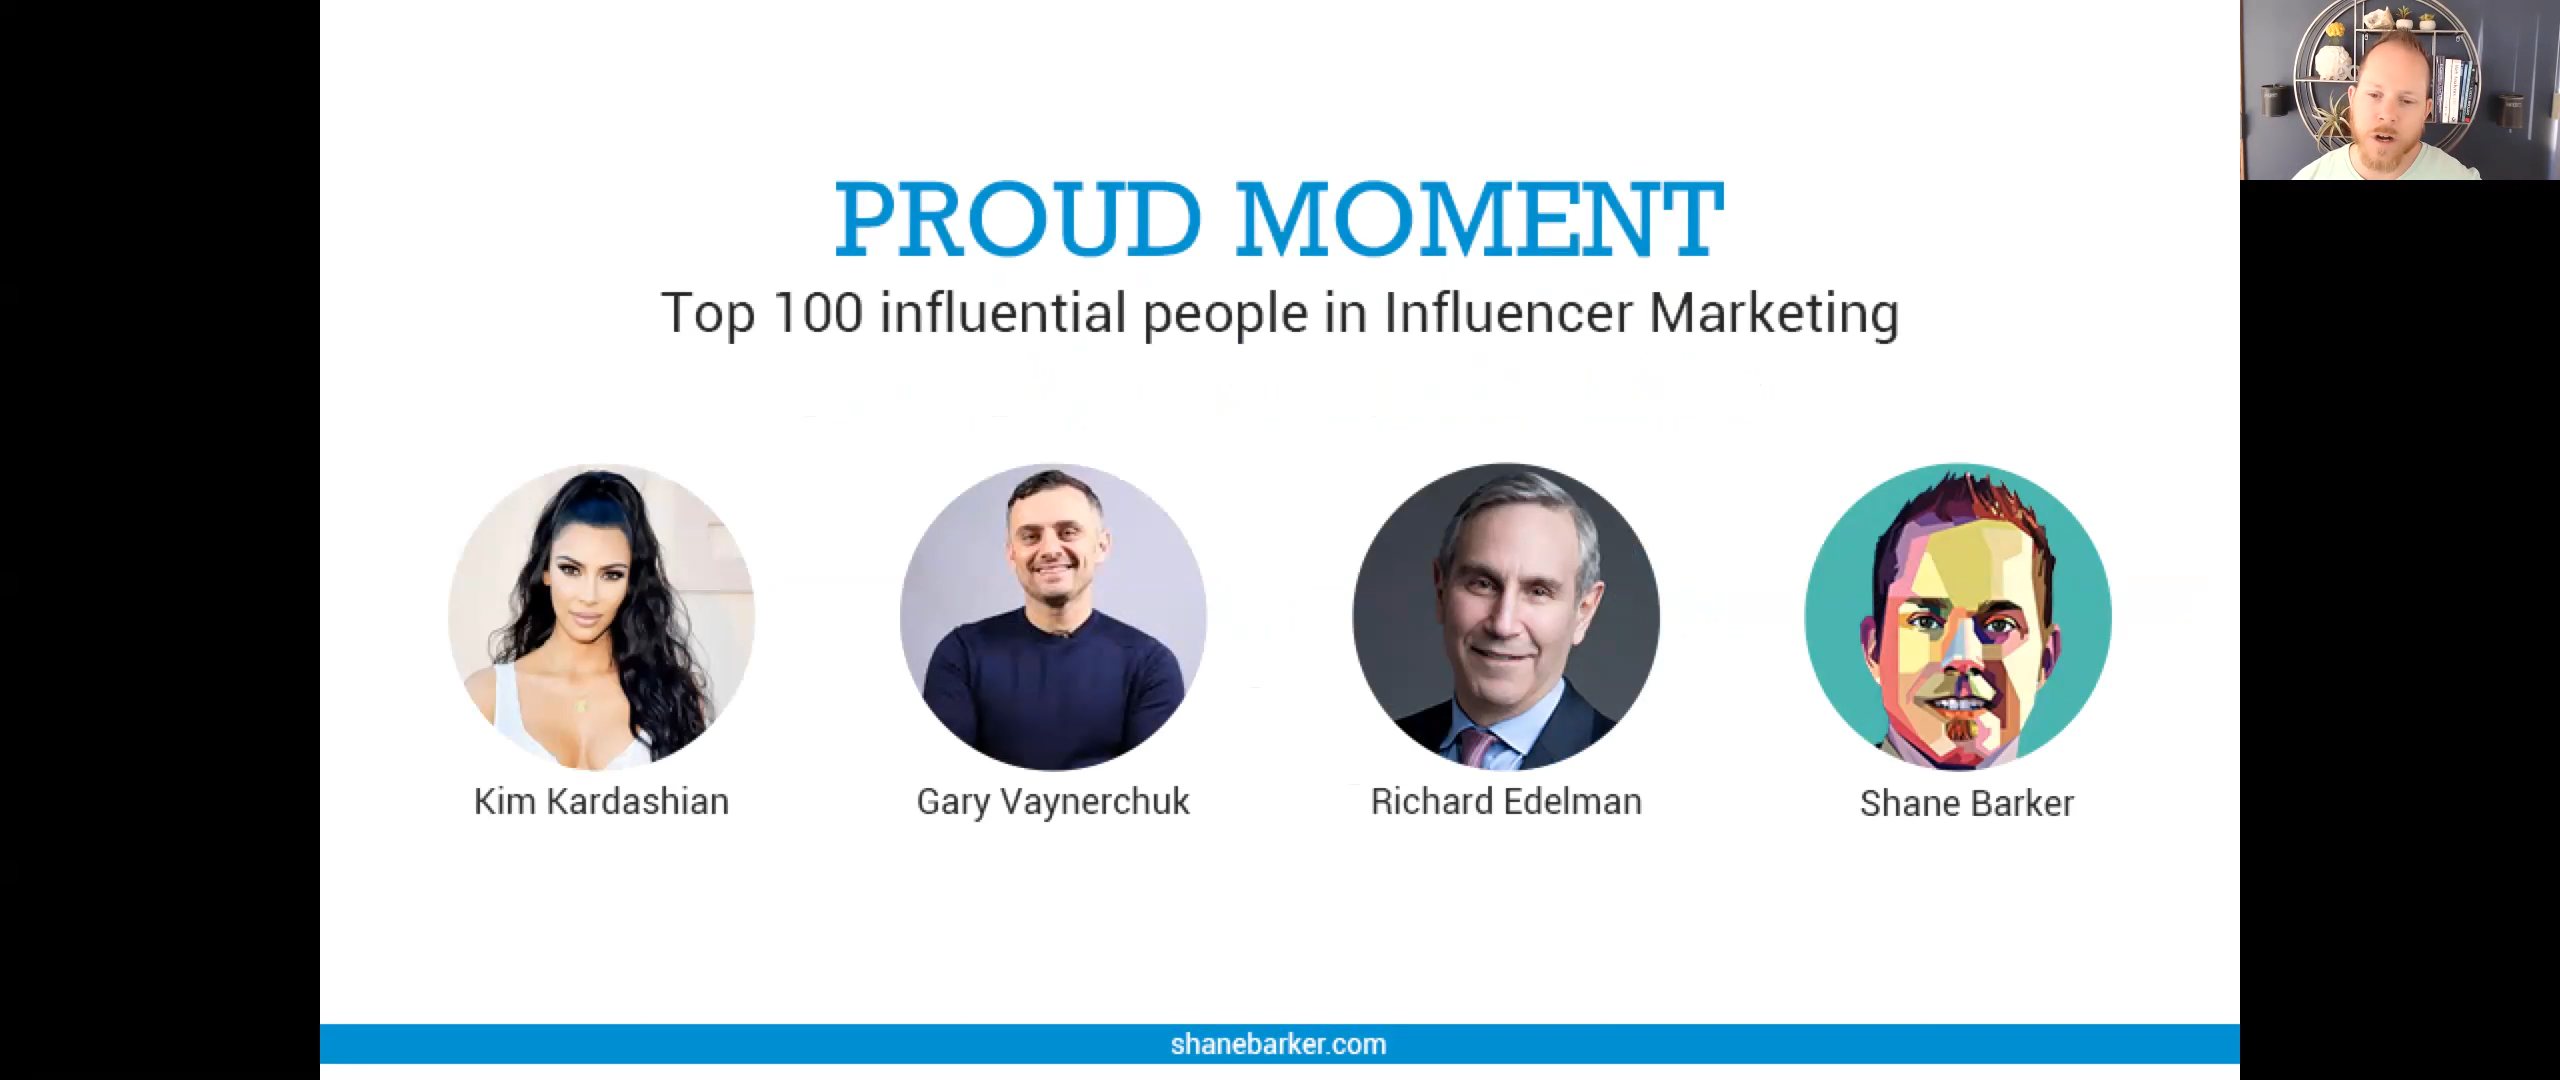 PROUD MOMENT
Top 100 influential people in Influencer Marketing
Kim Kardashian
Gary Vaynerchuk
Richard Edelman
Shane Barker
shanebarker.com